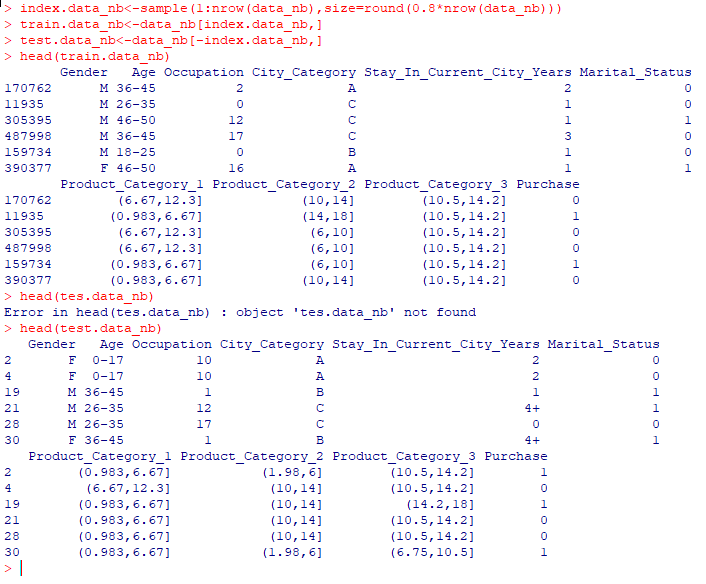 > index.data_nb<-sample(1:nrow(data_nb),size=round(0.8*nrow(data_nb)))
> train.data_nb<-data_nb[index.data_nb,]
> test.data_nb<-data_nb[-index.data_nb,]
> head(train.data_nb)
       Gender   Age Occupation City_Category Stay_In_Current_City_Years Marital_Status
170762      M 36-45          2             A                          2              0
11935       M 26-35          0             C                          1              0
305395      M 46-50         12             C                          1              1
487998      M 36-45         17             C                          3              0
159734      M 18-25          0             B                          1              0
390377      F 46-50         16             A                          1              1
       Product_Category_1 Product_Category_2 Product_Category_3 Purchase
170762        (6.67,12.3]            (10,14]        (10.5,14.2]        0
11935        (0.983,6.67]            (14,18]        (10.5,14.2]        1
305395        (6.67,12.3]             (6,10]        (10.5,14.2]        0
487998        (6.67,12.3]             (6,10]        (10.5,14.2]        0
159734       (0.983,6.67]             (6,10]        (10.5,14.2]        1
390377       (0.983,6.67]            (10,14]        (10.5,14.2]        0
> head(tes.data_nb)
Error in head(tes.data_nb) : object 'tes.data_nb' not found
> head(test.data_nb)
   Gender   Age Occupation City_Category Stay_In_Current_City_Years Marital_Status
2       F  0-17         10             A                          2              0
4       F  0-17         10             A                          2              0
19      M 36-45          1             B                          1              1
21      M 26-35         12             C                         4+              1
28      M 26-35         17             C                          0              0
30      F 36-45          1             B                         4+              1
   Product_Category_1 Product_Category_2 Product_Category_3 Purchase
2        (0.983,6.67]           (1.98,6]        (10.5,14.2]        1
4         (6.67,12.3]            (10,14]        (10.5,14.2]        0
19       (0.983,6.67]            (10,14]          (14.2,18]        1
21       (0.983,6.67]            (10,14]        (10.5,14.2]        0
28       (0.983,6.67]            (10,14]        (10.5,14.2]        0
30       (0.983,6.67]           (1.98,6]        (6.75,10.5]        1
>